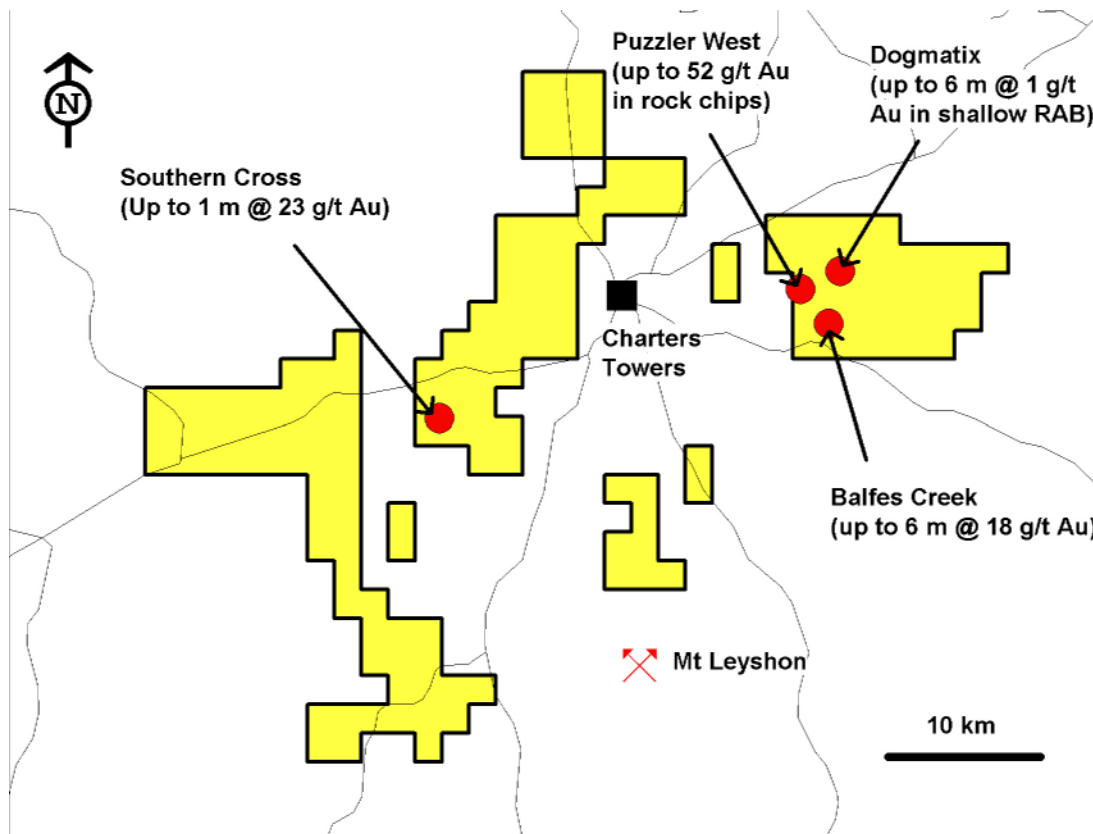 Puzzler West
(up to 52 g/t Au
in rock chips)
Dogmatix
(up to 6 m @ 1 g/t
Au in shallow RAB)
N
Southern Cross
(Up to 1 m @ 23 g/t Au)
Charters
Towers
Balfes Creek
(up to 6 m @ 18 g/t Au)
Mt Leyshon
10 km